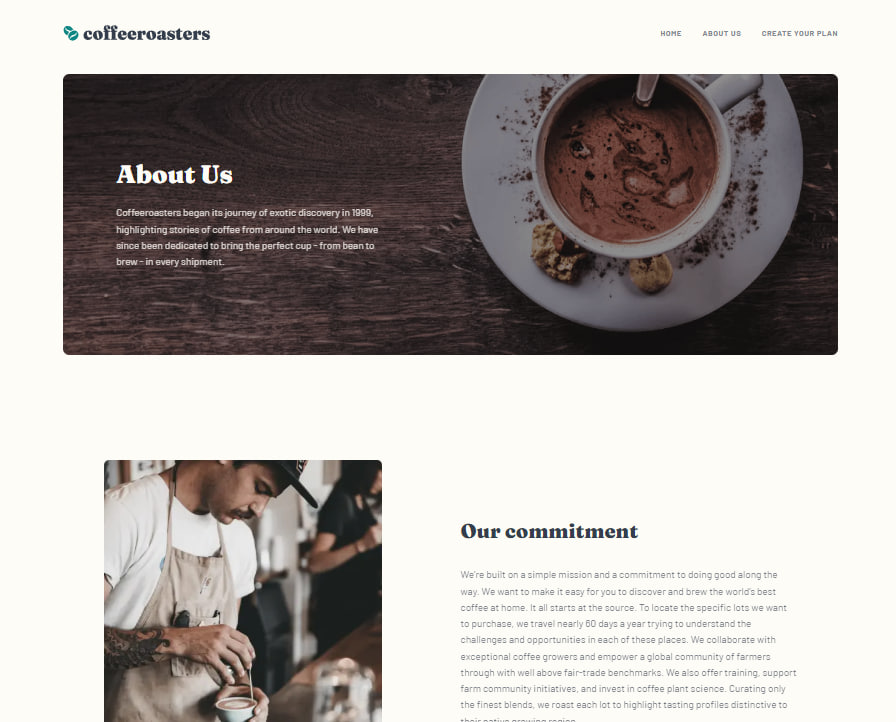 coffeeroasters
HOME ABOUT US CREATE YOUR PLAN
About Us
Coffeeroasters began its journey of exotic discovery in 1999,
highlighting stories of coffee from around the world. We have
since been dedicated to bring the perfect cup - from bean to
brew - in every shipment.
Our commitment
We're built on a simple mission and a commitment to doing good along the
way. We want to make it easy for you to discover and brew the world's best
coffee at home. It all starts at the source. To locate the specific lots we want
to purchase, we travel nearly 60 days a year trying to understand the
challenges and opportunities in each of these places. We collaborate with
exceptional coffee growers and empower a global community of farmers
through with well above fair-trade benchmarks. We also offer training, support
farm community initiatives, and invest in coffee plant science. Curating only
the finest blends, we roast each lot to highlight tasting profiles distinctive to
their native growing region.